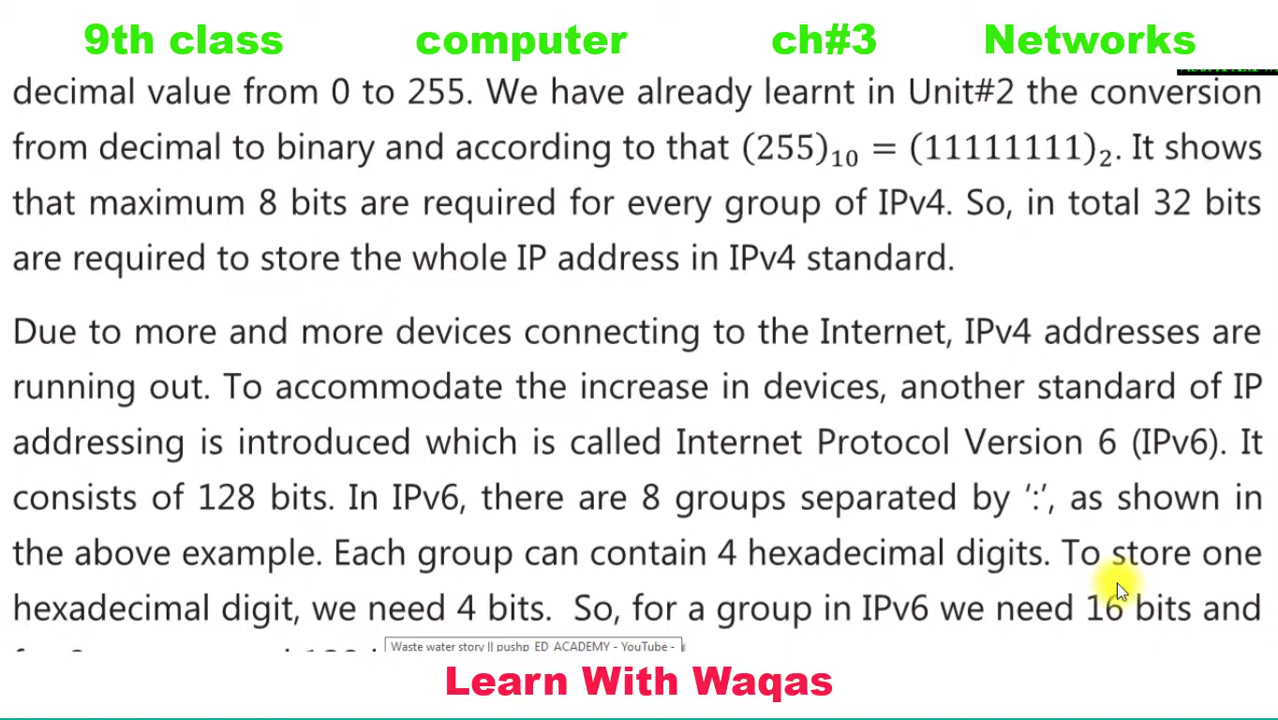 9th class computer ch#3 Networks
decimal value from 0 to 255. We have already learnt in Unit#2 the conversion
from decimal to binary and according to that (255)₁₀ = (11111111)₂. It shows
that maximum 8 bits are required for every group of IPv4. So, in total 32 bits
are required to store the whole IP address in IPv4 standard.
Due to more and more devices connecting to the Internet, IPv4 addresses are
running out. To accommodate the increase in devices, another standard of IP
addressing is introduced which is called Internet Protocol Version 6 (IPv6). It
consists of 128 bits. In IPv6, there are 8 groups separated by ‘:’, as shown in
the above example. Each group can contain 4 hexadecimal digits. To store one
hexadecimal digit, we need 4 bits. So, for a group in IPv6 we need 16 bits and
Waste water story || pushp ED ACADEMY - YouTube -
Learn With Waqas